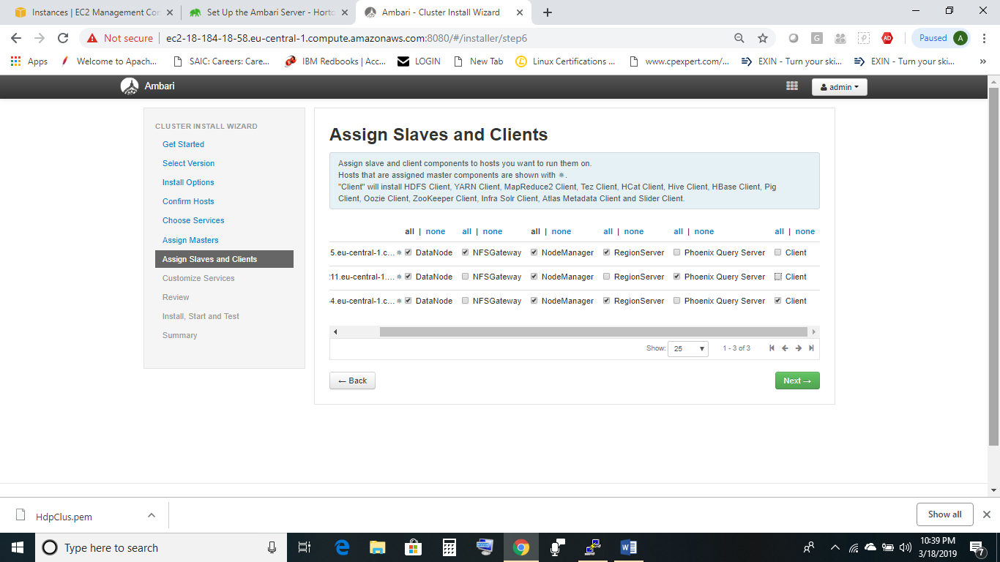 Instances | EC2 Management Con
Set Up the Ambari Server - Horto
Ambari - Cluster Install Wizard
Not secure | ec2-18-184-18-58.eu-central-1.compute.amazonaws.com:8080/#/installer/step6
G
AD
Paused A
Apps
Welcome to Apach...
SAIC: Careers: Care...
IBM Redbooks | Acc...
LOGIN
New Tab
Linux Certifications ...
www.cpexpert.com/...
EXIN - Turn your ski...
EXIN - Turn your ski...
»
Ambari
admin
CLUSTER INSTALL WIZARD
Get Started
Select Version
Install Options
Confirm Hosts
Choose Services
Assign Masters
Assign Slaves and Clients
Customize Services
Review
Install, Start and Test
Summary
Assign Slaves and Clients
Assign slave and client components to hosts you want to run them on.
Hosts that are assigned master components are shown with ✵.
"Client" will install HDFS Client, YARN Client, MapReduce2 Client, Tez Client, HCat Client, Hive Client, HBase Client, Pig
Client, Oozie Client, ZooKeeper Client, Infra Solr Client, Atlas Metadata Client and Slider Client.
all | none all | none all | none all | none all | none all | none
5.eu-central-1.c... ✵ DataNode NFSGateway NodeManager RegionServer Phoenix Query Server Client
11.eu-central-1.... ✵ DataNode NFSGateway NodeManager RegionServer Phoenix Query Server Client
4.eu-central-1.c... ✵ DataNode NFSGateway NodeManager RegionServer Phoenix Query Server Client
Show: 25 1 - 3 of 3
← Back
Next →
HdpClus.pem
Show all
Type here to search
10:39 PM
3/18/2019
7